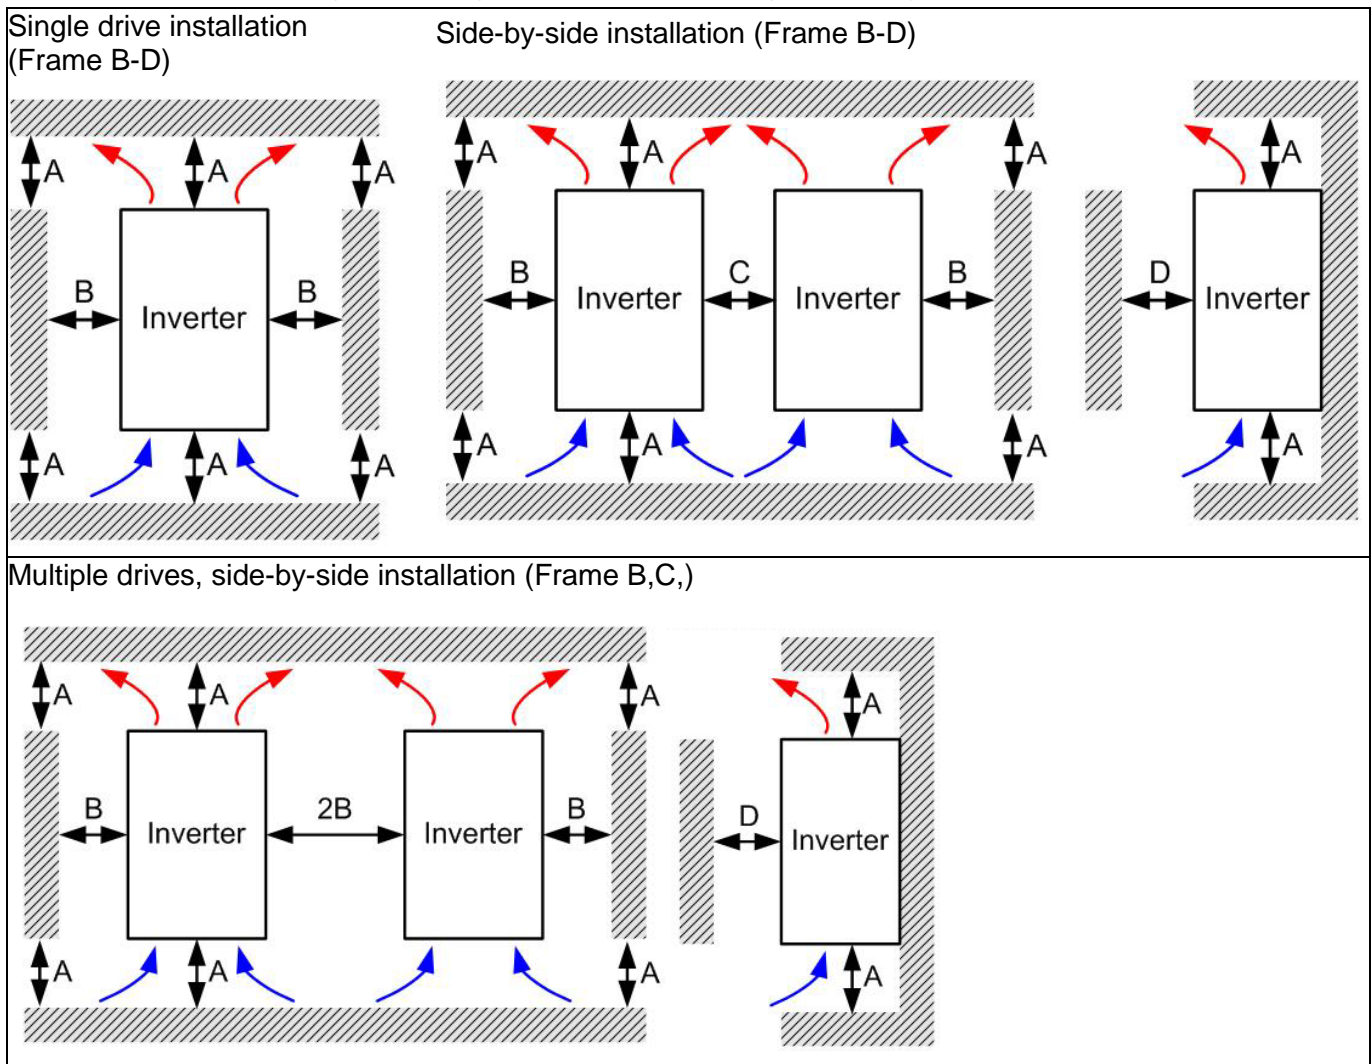 Single drive installation
(Frame B-D)
Side-by-side installation (Frame B-D)
A
A
A
B
Inverter
B
A
A
A
A
A
A
B
Inverter
C
Inverter
B
A
A
A
A
D
Inverter
A
Multiple drives, side-by-side installation (Frame B,C,)
A
A
A
B
Inverter
2B
Inverter
B
A
A
A
A
D
Inverter
A